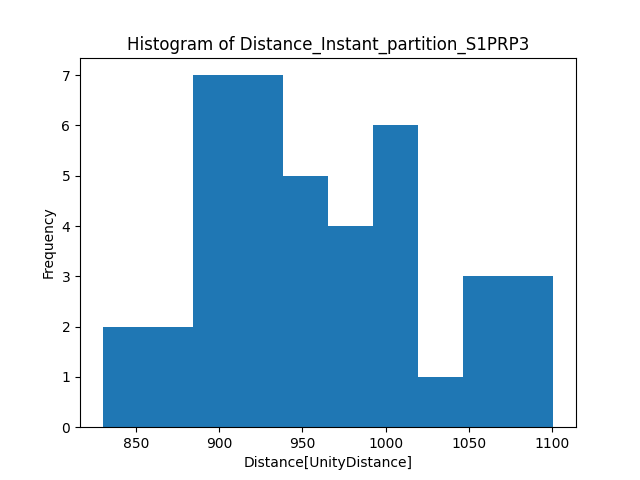 Histogram of Distance_Instant_partition_S1PRP3
7
6
5
4
3
2
1
0
Frequency
850 900 950 1000 1050 1100
Distance[UnityDistance]